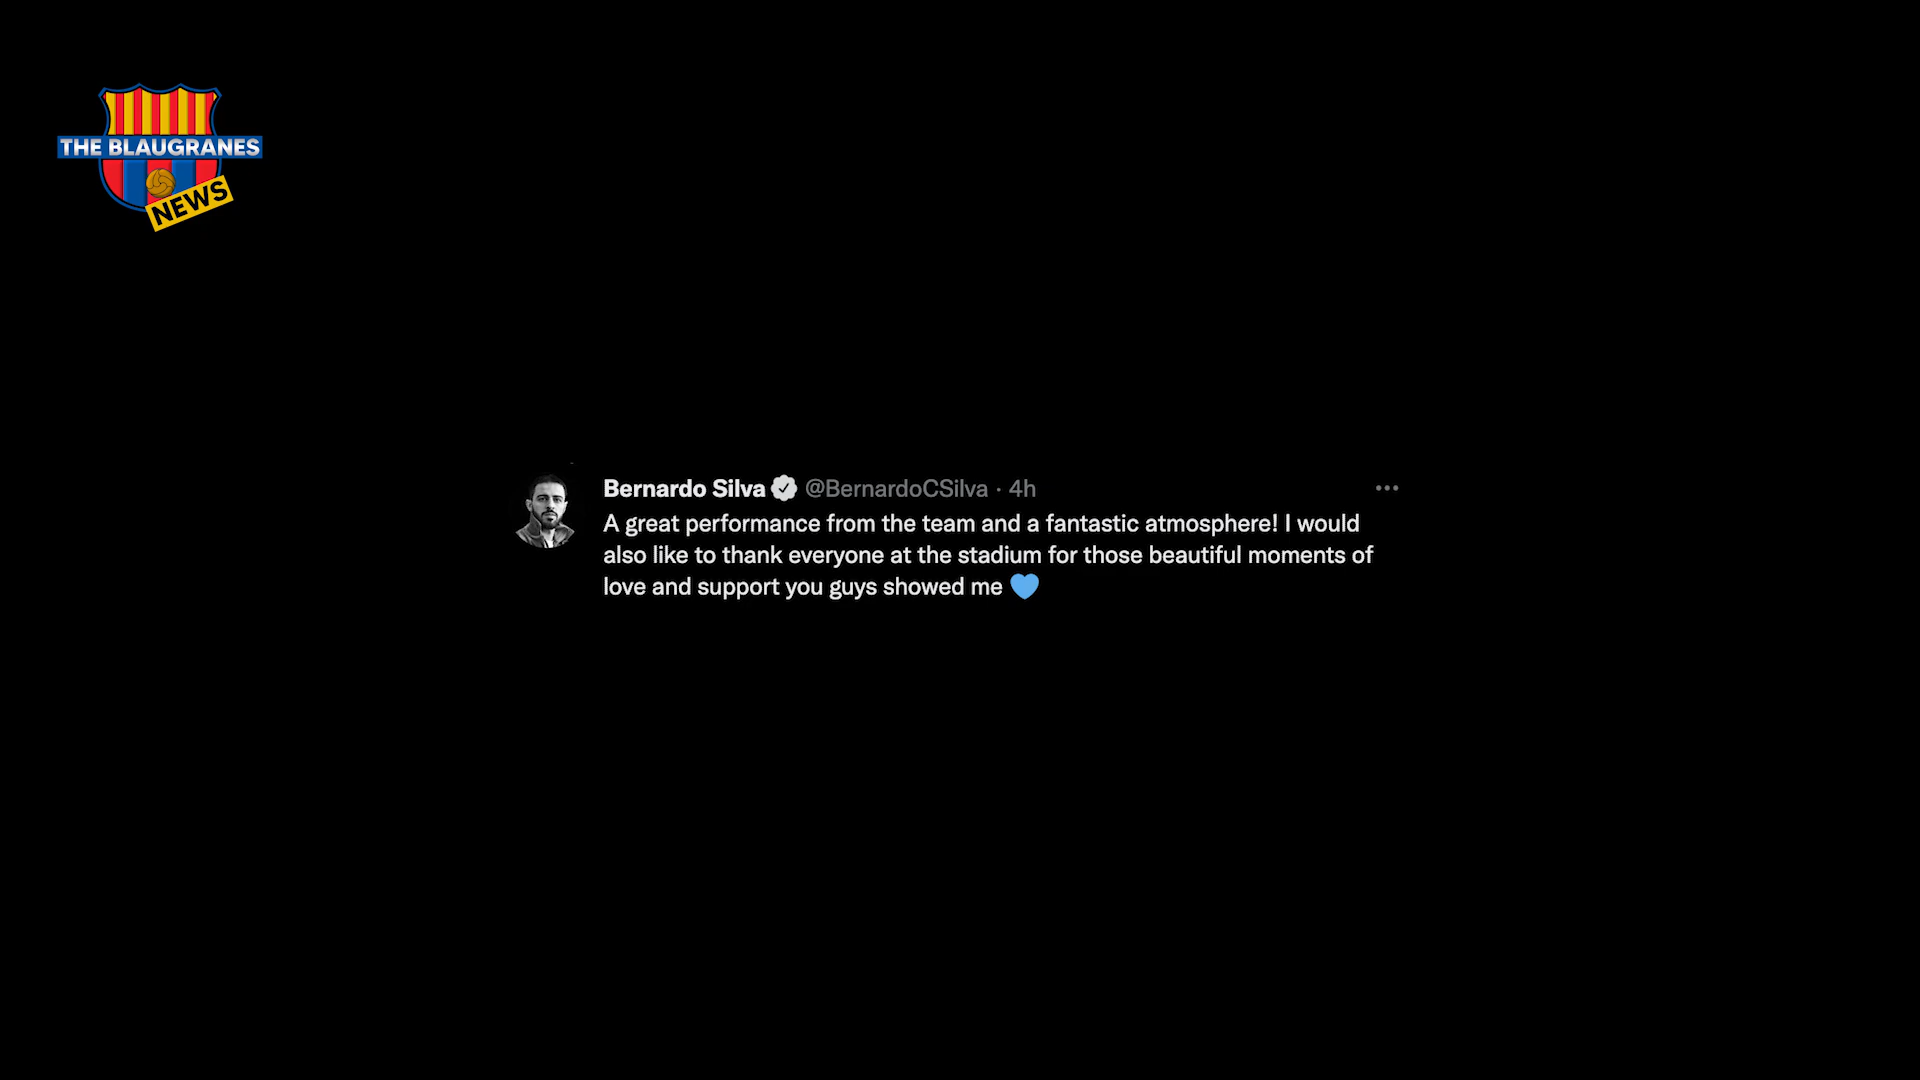 THE BLAUGRANES
NEWS
Bernardo Silva @BernardoCSilva · 4h
A great performance from the team and a fantastic atmosphere! I would
also like to thank everyone at the stadium for those beautiful moments of
love and support you guys showed me 💙